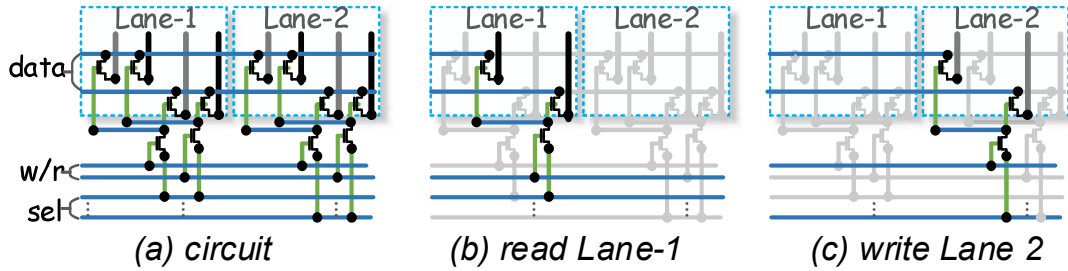 Lane-1 Lane-2 Lane-1 Lane-2 Lane-1 Lane-2
data
w/r
sel
(a) circuit (b) read Lane-1 (c) write Lane 2